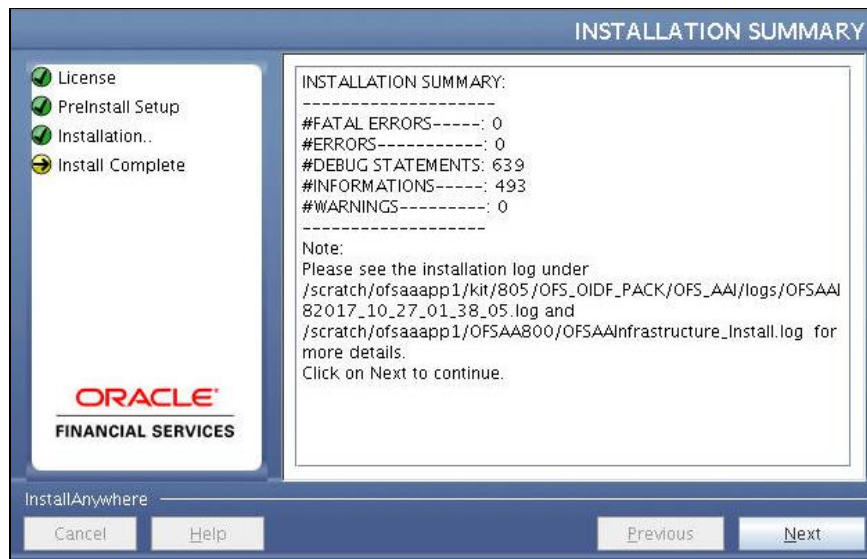 INSTALLATION SUMMARY
License
PreInstall Setup
Installation..
Install Complete
ORACLE®
FINANCIAL SERVICES
INSTALLATION SUMMARY:
--------------------
#FATAL ERRORS-----: 0
#ERRORS-----------: 0
#DEBUG STATEMENTS: 639
#INFORMATIONS-----: 493
#WARNINGS---------: 0
-------------------
Note:
Please see the installation log under
/scratch/ofsaaapp1/kit/805/OFS_OIDF_PACK/OFS_AAI/logs/OFSAAI
82017_10_27_01_38_05.log and
/scratch/ofsaaapp1/OFSAA800/OFSAAInfrastructure_Install.log for
more details.
Click on Next to continue.
InstallAnywhere
Cancel
Help
Previous
Next